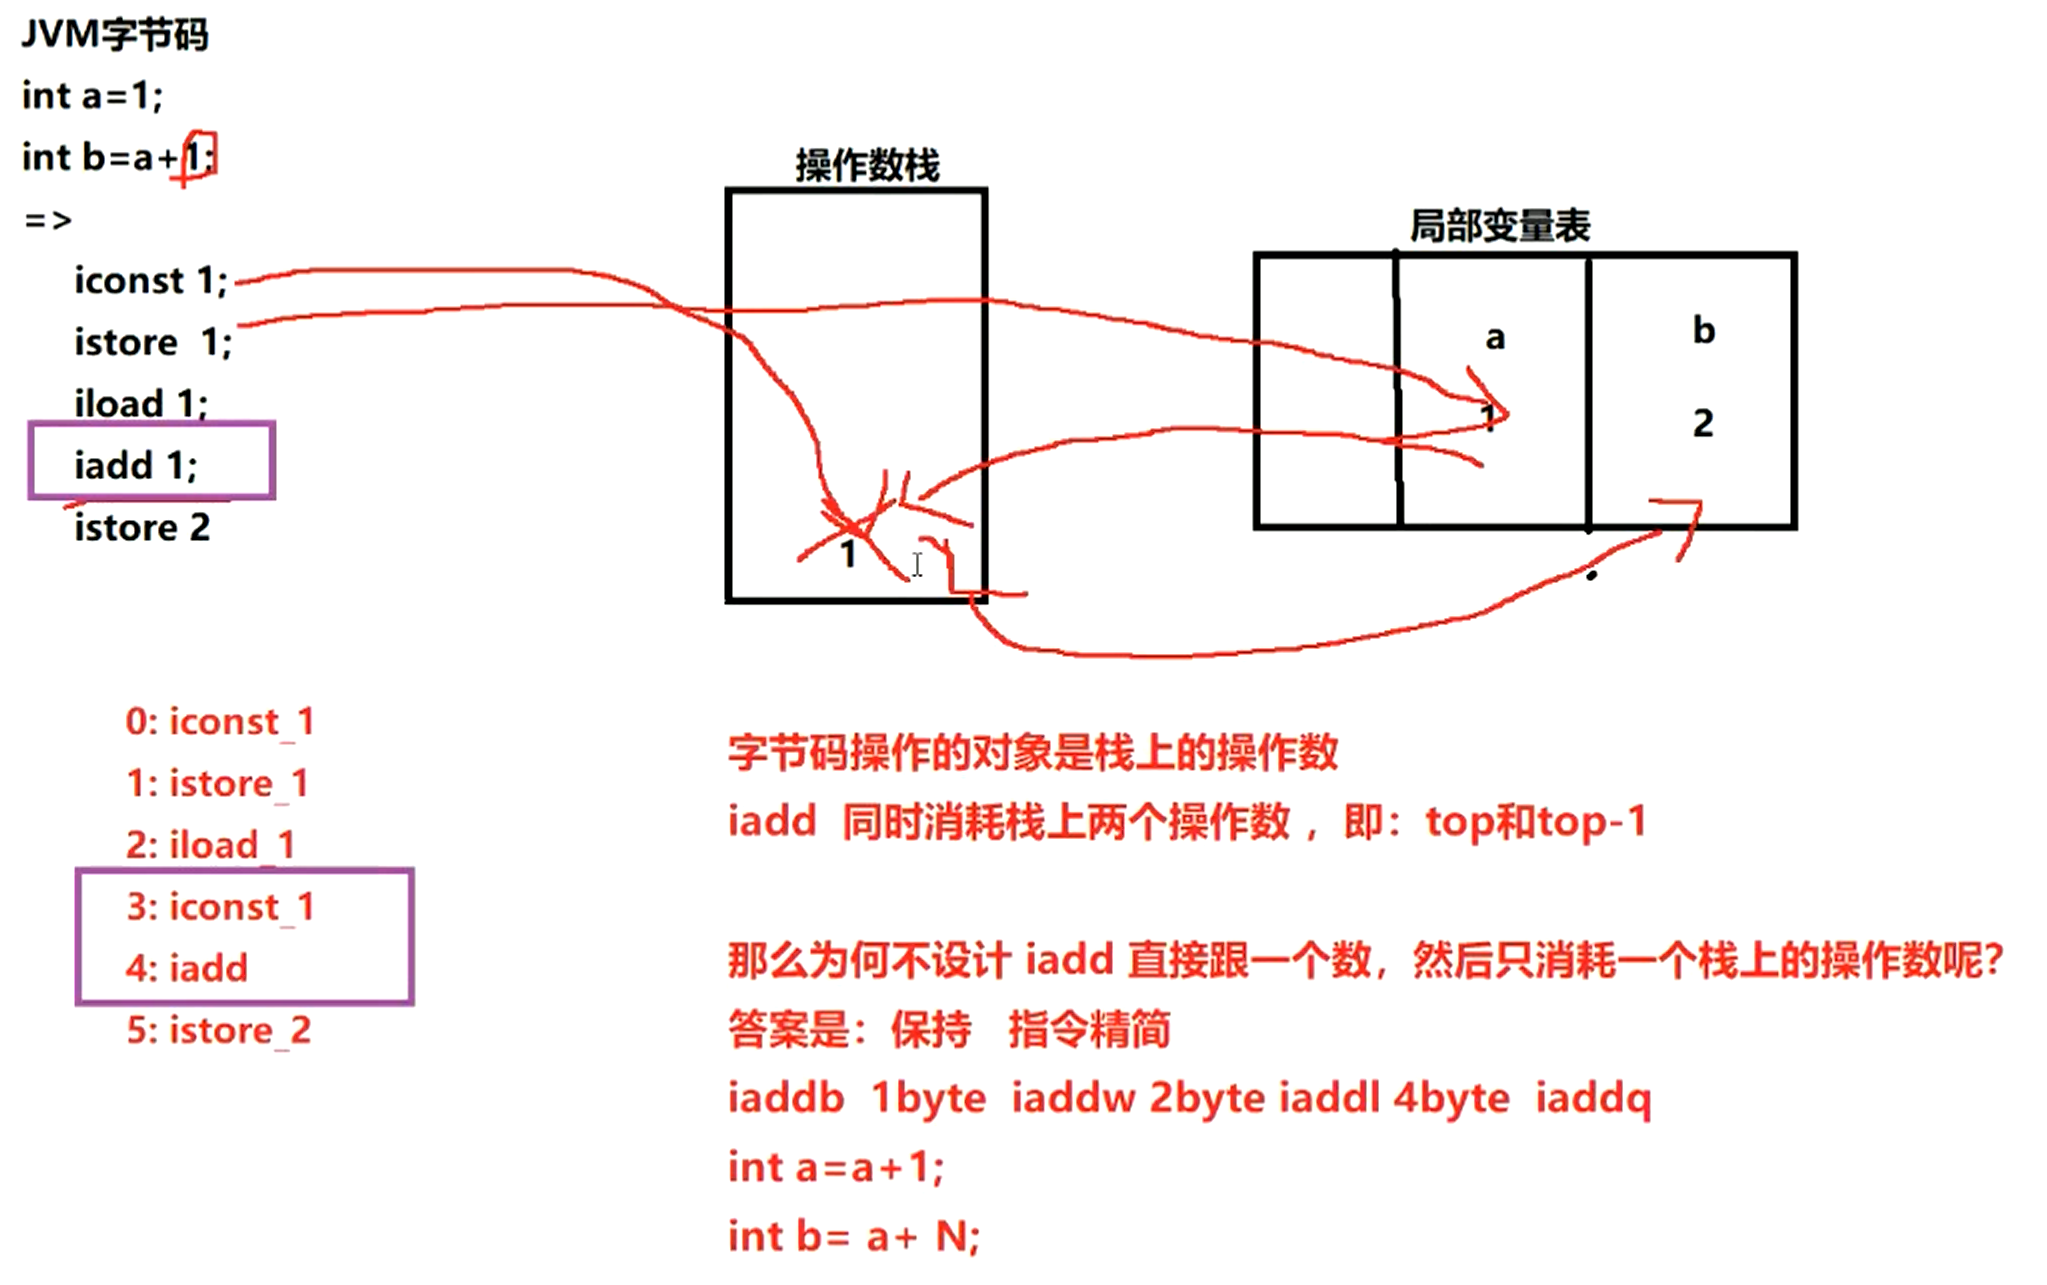 JVM字节码
int a=1;
int b=a+1;
=>
iconst 1;
istore  1;
iload 1;
iadd 1;
istore 2
操作数栈
1
局部变量表
a
b
1
2
0: iconst_1
1: istore_1
2: iload_1
3: iconst_1
4: iadd
5: istore_2
字节码操作的对象是栈上的操作数
iadd  同时消耗栈上两个操作数，即：top和top-1
那么为何不设计 iadd 直接跟一个数，然后只消耗一个栈上的操作数呢？
答案是：保持   指令精简
iaddb  1byte  iaddw 2byte iaddl 4byte  iaddq
int a=a+1;
int b= a+ N;